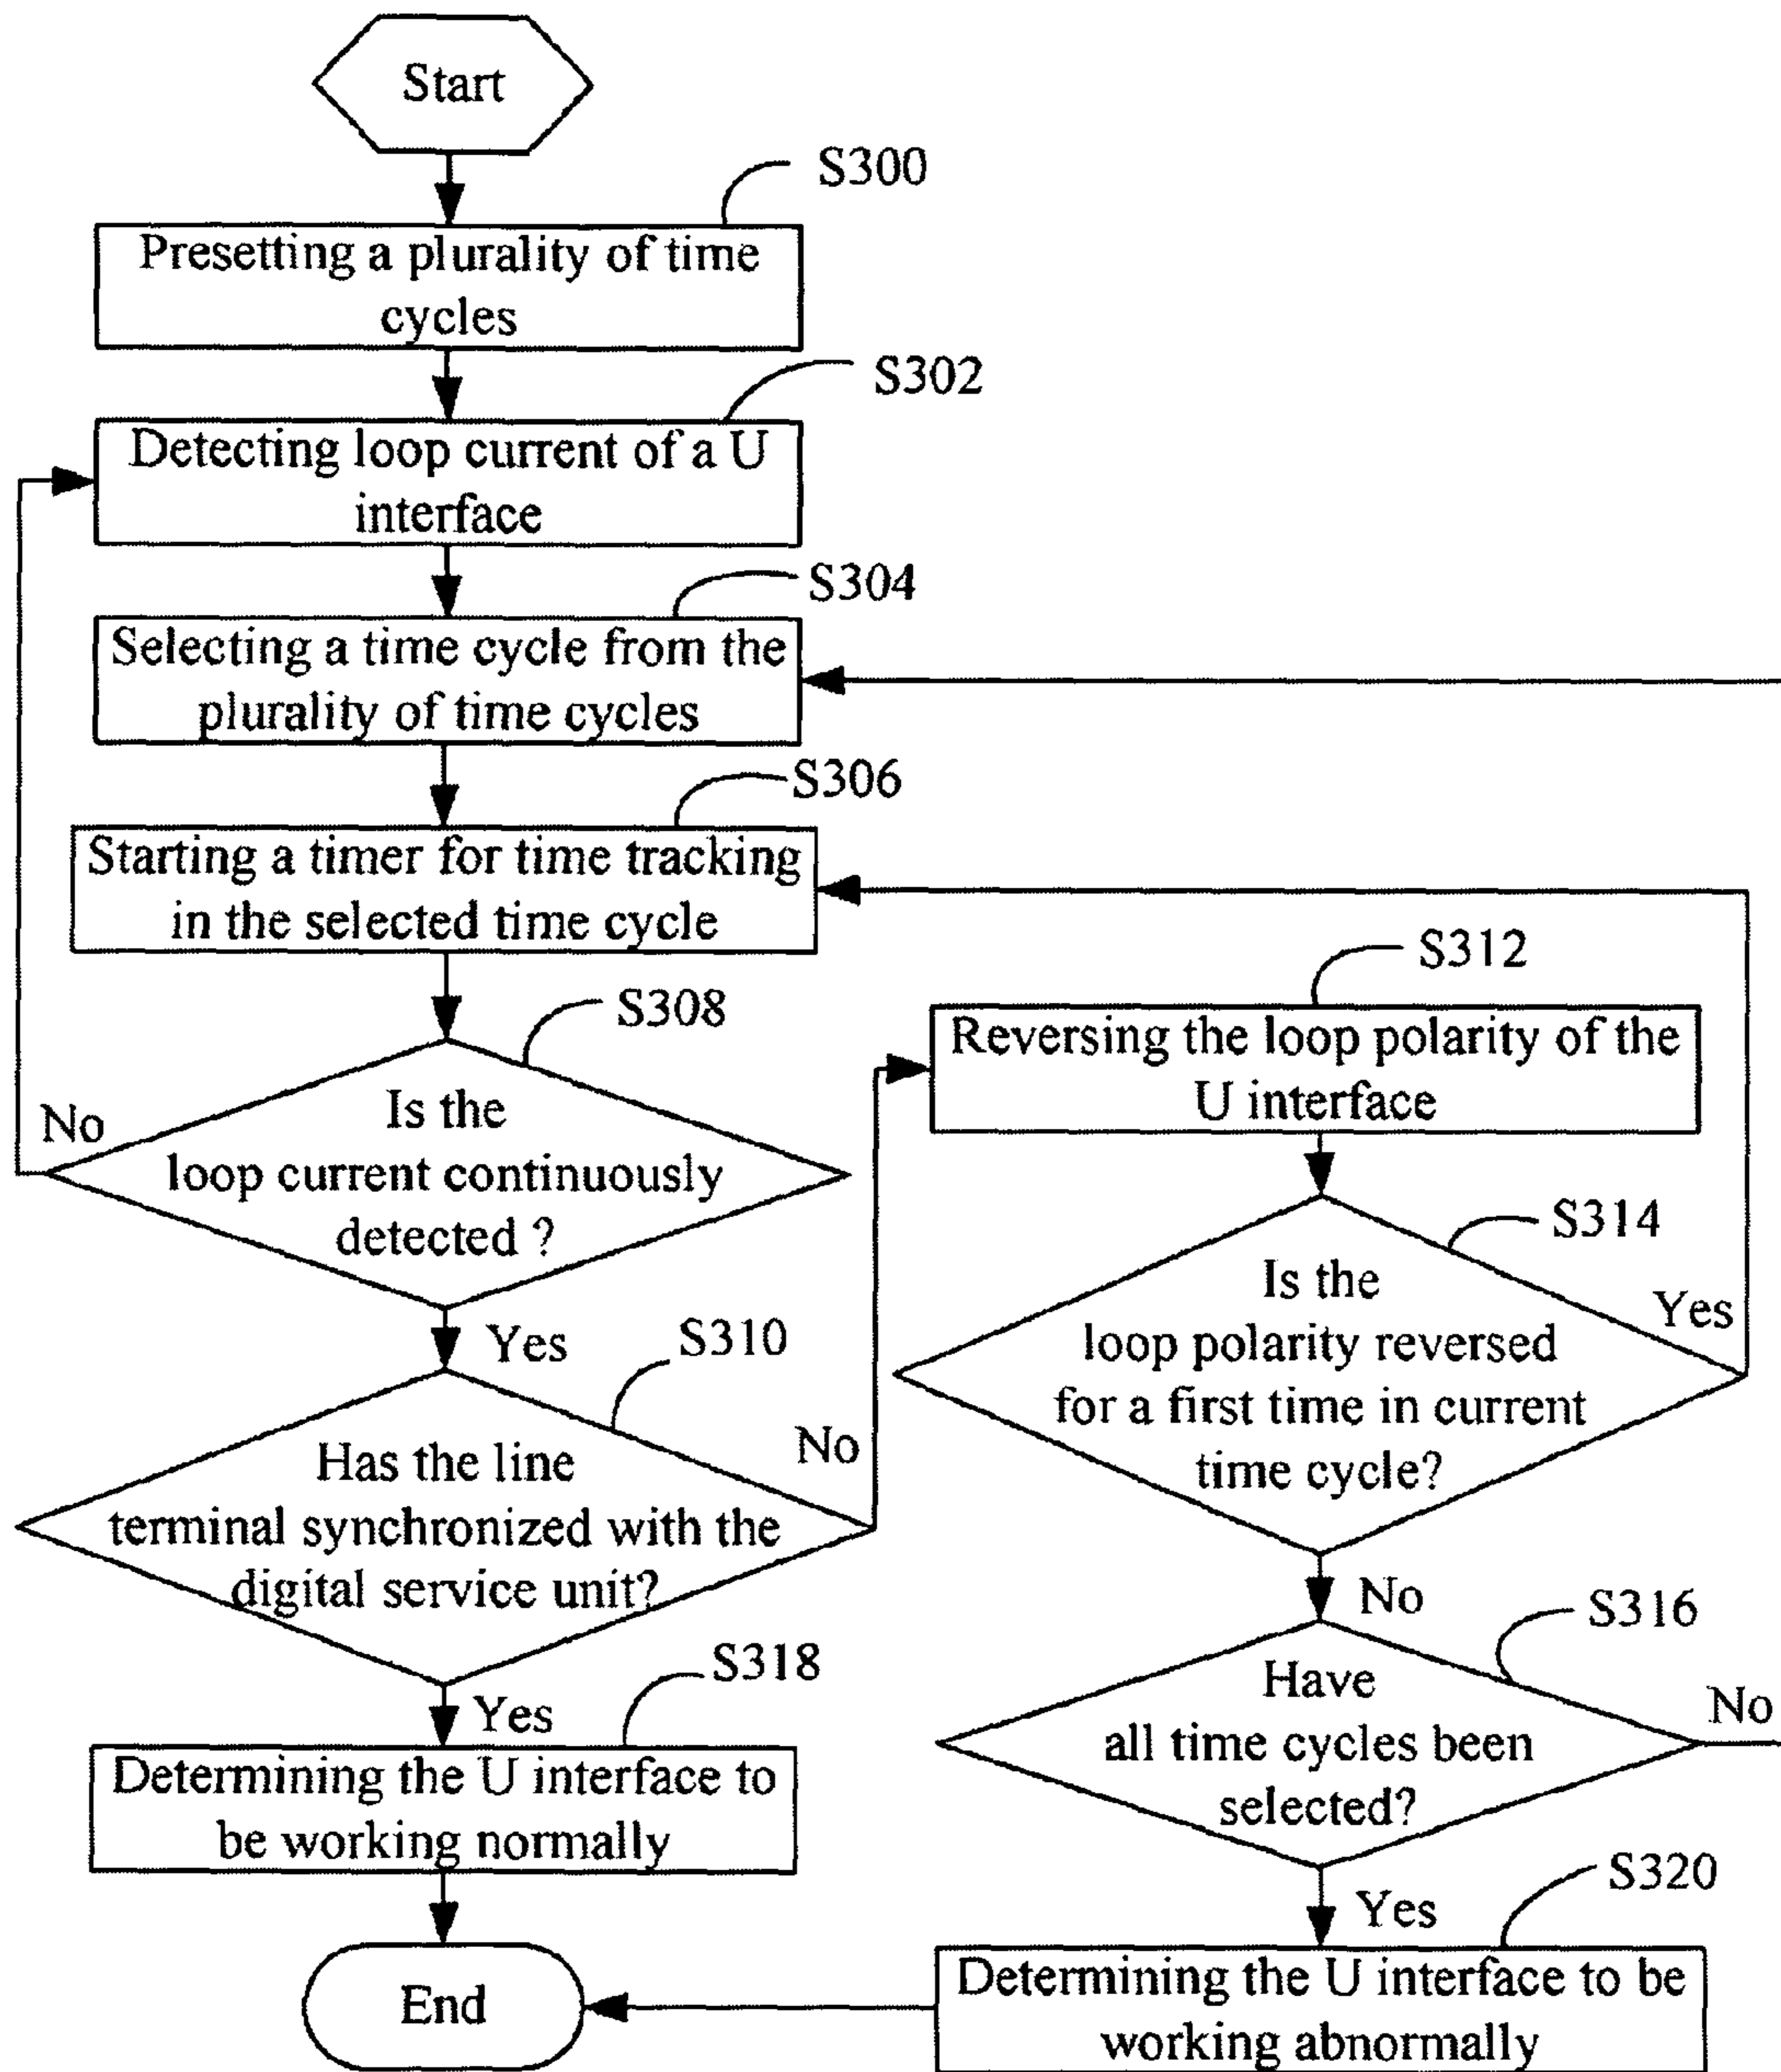 Start
S300
Presetting a plurality of time
cycles
S302
Detecting loop current of a U
interface
S304
Selecting a time cycle from the
plurality of time cycles
S306
Starting a timer for time tracking
in the selected time cycle
S308
Is the
loop current continuously
detected ?
No
Yes
S310
Has the line
terminal synchronized with the
digital service unit?
No
Yes
S312
Reversing the loop polarity of the
U interface
S314
Is the
loop polarity reversed
for a first time in current
time cycle?
Yes
No
S316
Have
all time cycles been
selected?
No
Yes
S318
Determining the U interface to
be working normally
S320
Determining the U interface to be
working abnormally
End